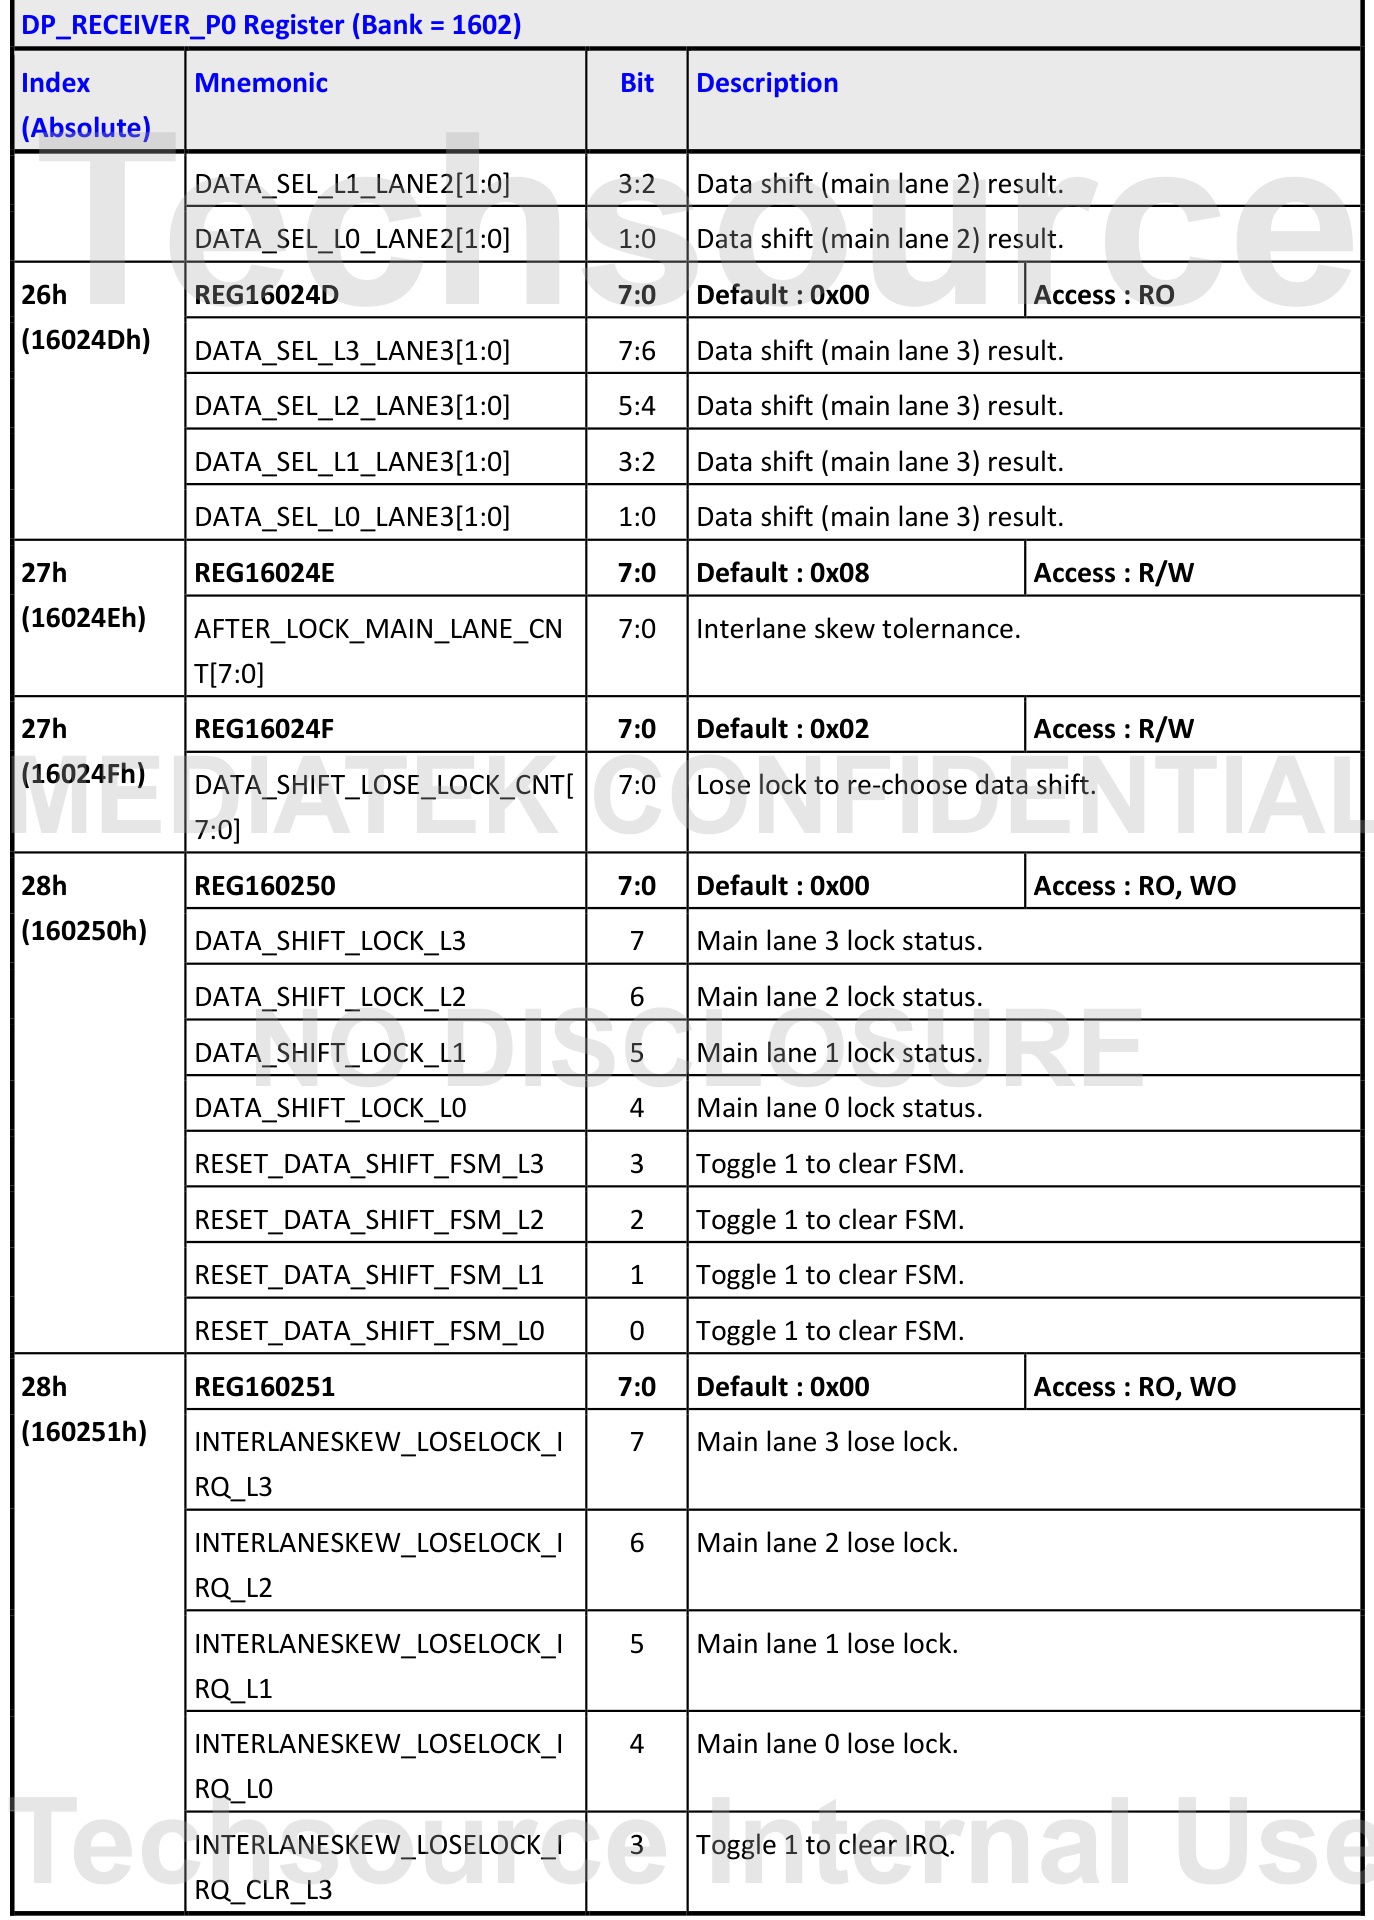 DP_RECEIVER_P0 Register (Bank = 1602)
Index (Absolute) Mnemonic Bit Description
DATA_SEL_L1_LANE2[1:0] 3:2 Data shift (main lane 2) result.
DATA_SEL_L0_LANE2[1:0] 1:0 Data shift (main lane 2) result.
Techsource
26h REG16024D 7:0 Default : 0x00 Access : RO
(16024Dh) DATA_SEL_L3_LANE3[1:0] 7:6 Data shift (main lane 3) result.
DATA_SEL_L2_LANE3[1:0] 5:4 Data shift (main lane 3) result.
DATA_SEL_L1_LANE3[1:0] 3:2 Data shift (main lane 3) result.
DATA_SEL_L0_LANE3[1:0] 1:0 Data shift (main lane 3) result.
27h REG16024E 7:0 Default : 0x08 Access : R/W
(16024Eh) AFTER_LOCK_MAIN_LANE_CN 7:0 Interlane skew tolernance.
T[7:0]
27h REG16024F 7:0 Default : 0x02 Access : R/W
(16024Fh) DATA_SHIFT_LOSE_LOCK_CNT[ 7:0 Lose lock to re-choose data shift.
7:0]
MEDIATEK CONFIDENTIAL
28h REG160250 7:0 Default : 0x00 Access : RO, WO
(160250h) DATA_SHIFT_LOCK_L3 7 Main lane 3 lock status.
DATA_SHIFT_LOCK_L2 6 Main lane 2 lock status.
DATA_SHIFT_LOCK_L1 5 Main lane 1 lock status.
NO DISCLOSURE
DATA_SHIFT_LOCK_L0 4 Main lane 0 lock status.
RESET_DATA_SHIFT_FSM_L3 3 Toggle 1 to clear FSM.
RESET_DATA_SHIFT_FSM_L2 2 Toggle 1 to clear FSM.
RESET_DATA_SHIFT_FSM_L1 1 Toggle 1 to clear FSM.
RESET_DATA_SHIFT_FSM_L0 0 Toggle 1 to clear FSM.
28h REG160251 7:0 Default : 0x00 Access : RO, WO
(160251h) INTERLANESKEW_LOSELOCK_I 7 Main lane 3 lose lock.
RQ_L3
INTERLANESKEW_LOSELOCK_I 6 Main lane 2 lose lock.
RQ_L2
INTERLANESKEW_LOSELOCK_I 5 Main lane 1 lose lock.
RQ_L1
INTERLANESKEW_LOSELOCK_I 4 Main lane 0 lose lock.
RQ_L0
INTERLANESKEW_LOSELOCK_I 3 Toggle 1 to clear IRQ.
RQ_CLR_L3
Techsource Internal Use